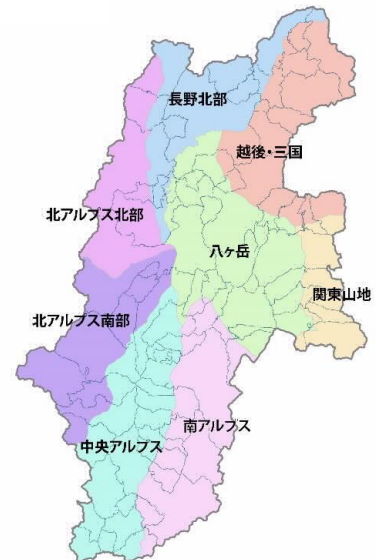 長野北部
越後・三国
北アルプス北部
八ヶ岳
関東山地
北アルプス南部
南アルプス
中央アルプス